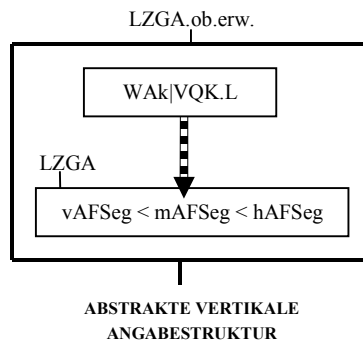 LZGA.ob.erw.
WAk|VQK.L
LZGA
vAFSeg < mAFSeg < hAFSeg
ABSTRAKTE VERTIKALE
ANGABESTRUKTUR